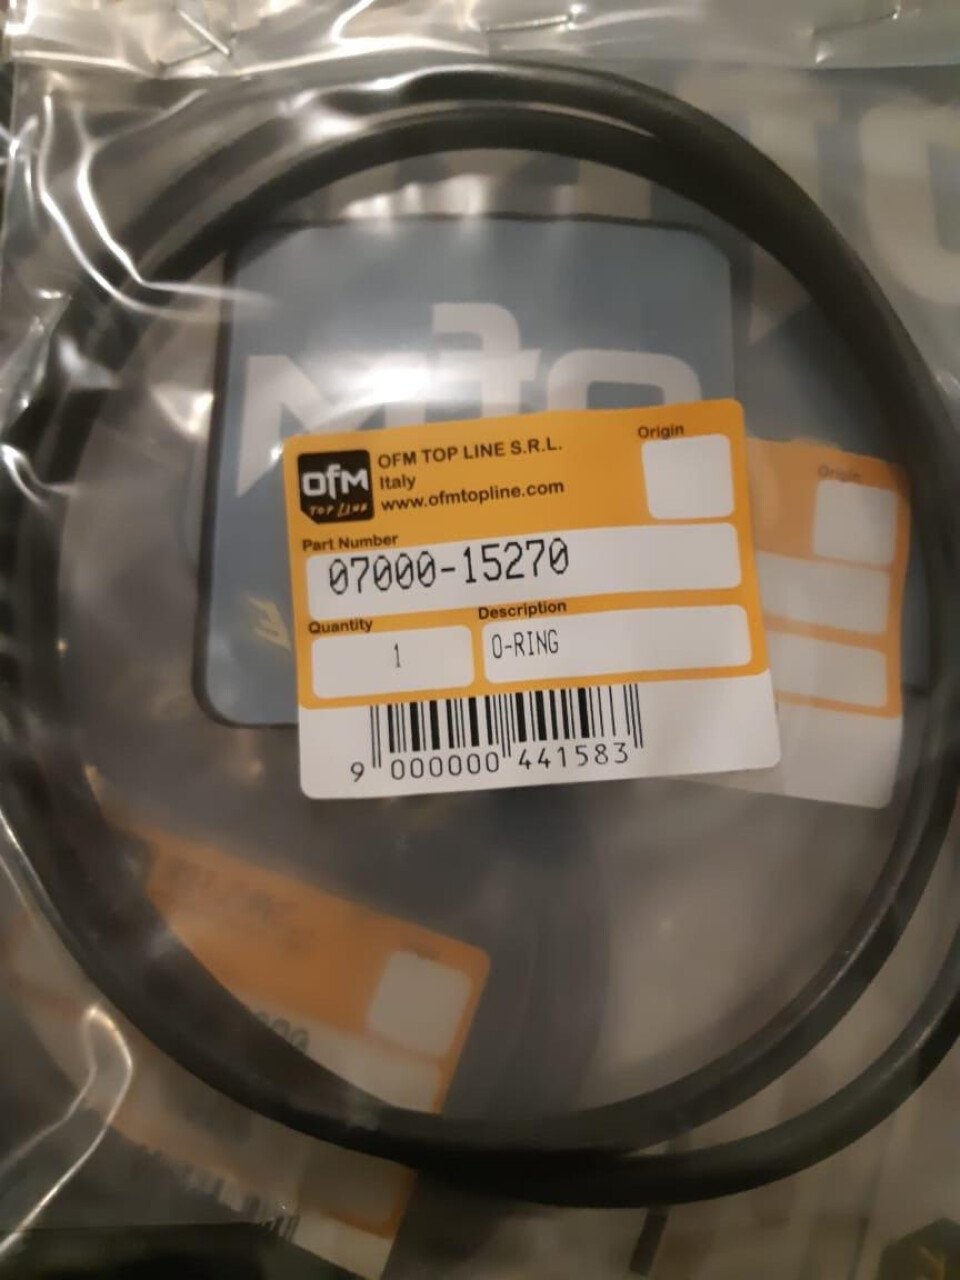 MTO
OFM TOP LINE S.R.L.
Italy
www.ofmtopline.com
Origin
ofm
TOP LINE
Part Number
07000-15270
Quantity
Description
1
O-RING
9 000000 441583
Origin